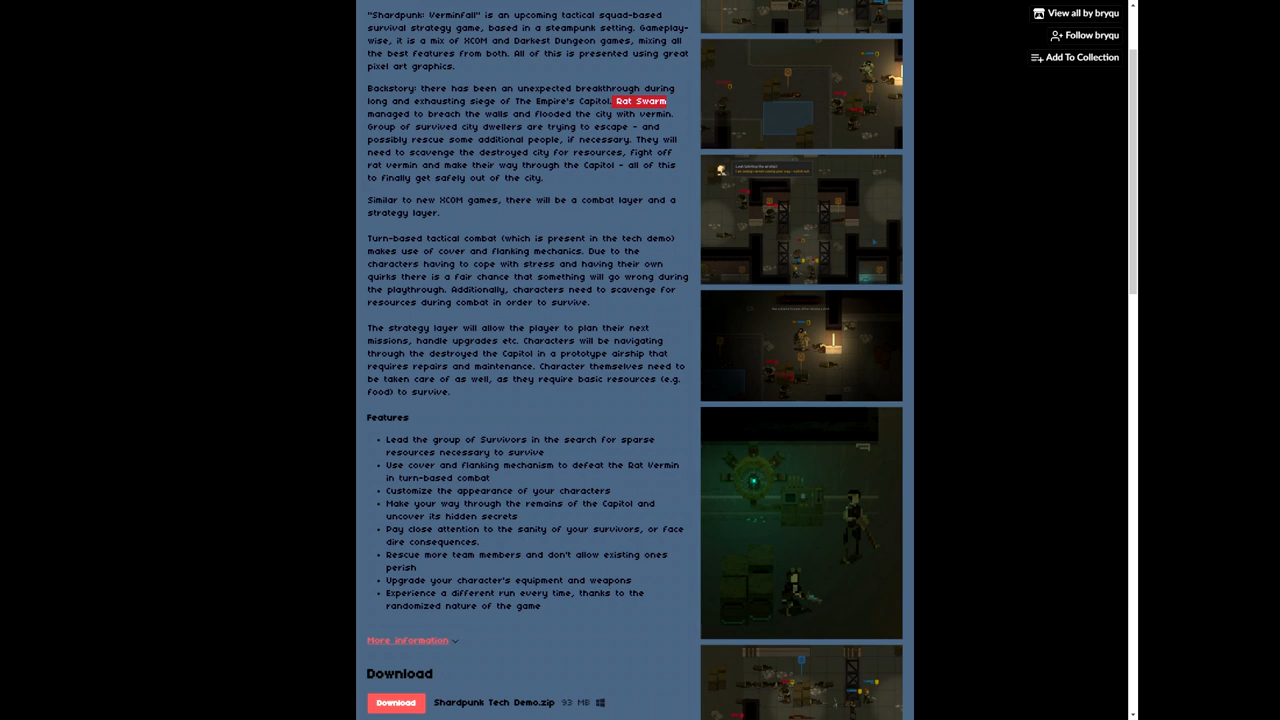 "Shardpunk: Verminfall" is an upcoming tactical squad-based
survival strategy game, based in a steampunk setting. Gameplay-
wise, it is a mix of XCOM and Darkest Dungeon games, mixing all
the best features from both. All of this is presented using great
pixel art graphics.
Backstory: there has been an unexpected breakthrough during
long and exhausting siege of The Empire's Capitol. Rat Swarm
managed to breach the walls and flooded the city with vermin.
Group of survived city dwellers are trying to escape - and
possibly rescue some additional people, if necessary. They will
need to scavenge the destroyed city for resources, fight off
rat vermin and make their way through the Capitol - all of this
to finally get safely out of the city.
Similar to new XCOM games, there will be a combat layer and a
strategy layer.
Turn-based tactical combat (which is present in the tech demo)
makes use of cover and flanking mechanics. Due to the
characters having to cope with stress and having their own
quirks there is a fair chance that something will go wrong during
the playthrough. Additionally, characters need to scavenge for
resources during combat in order to survive.
The strategy layer will allow the player to plan their next
missions, handle upgrades etc. Characters will be navigating
through the destroyed the Capitol in a prototype airship that
requires repairs and maintenance. Character themselves need to
be taken care of as well, as they require basic resources (e.g.
food) to survive.
Features
• Lead the group of Survivors in the search for sparse
resources necessary to survive
• Use cover and flanking mechanism to defeat the Rat Vermin
in turn-based combat
• Customize the appearance of your characters
• Make your way through the remains of the Capitol and
uncover its hidden secrets
• Pay close attention to the sanity of your survivors, or face
dire consequences.
• Rescue more team members and don't allow existing ones
perish
• Upgrade your character's equipment and weapons
• Experience a different run every time, thanks to the
randomized nature of the game
More information
Download
Download Shardpunk Tech Demo.zip 93 MB
View all by bryqu
Follow bryqu
Add To Collection